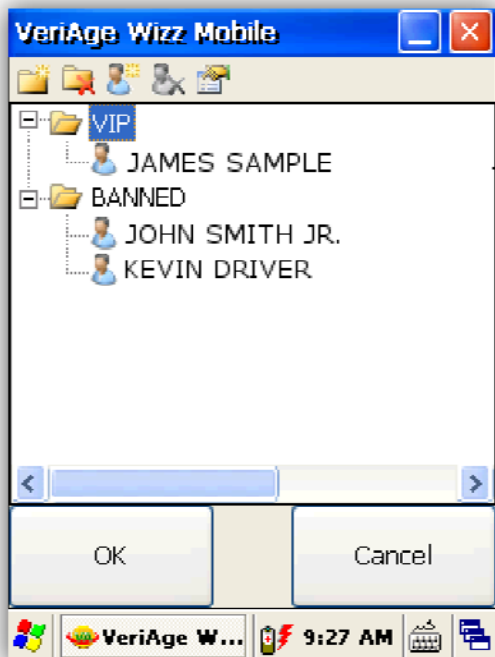 VeriAge Wizz Mobile
VIP
JAMES SAMPLE
BANNED
JOHN SMITH JR.
KEVIN DRIVER
OK Cancel
VeriAge W... 9:27 AM